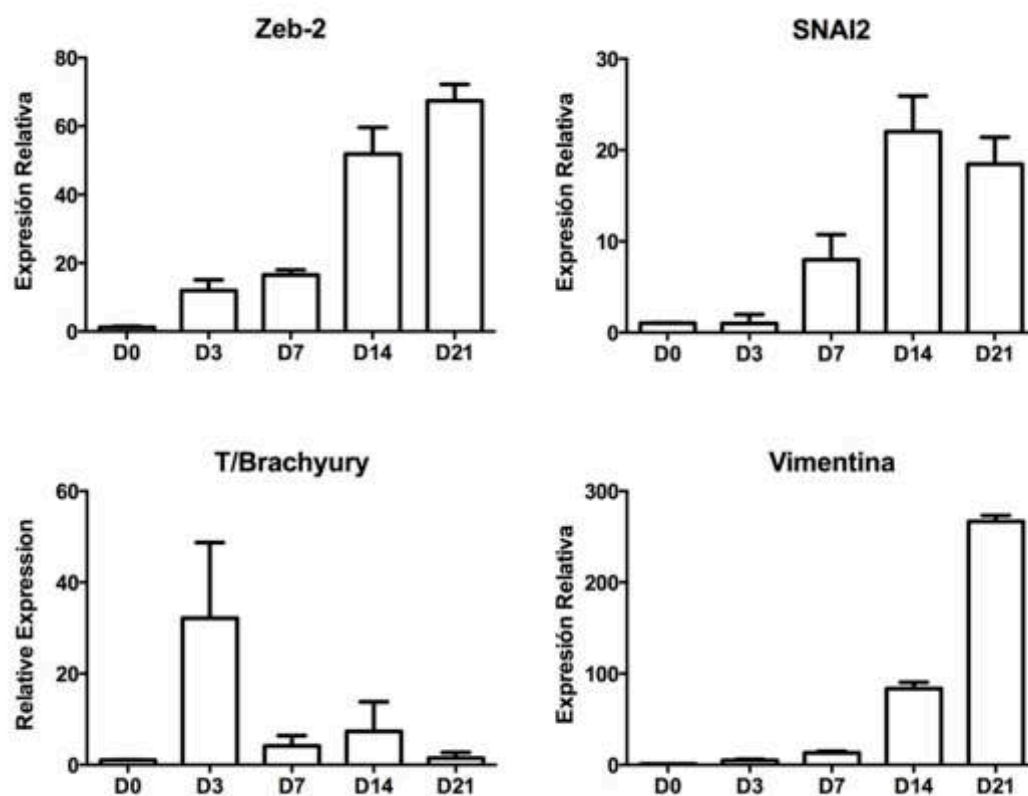 Zeb-2
Expresión Relativa
80
60
40
20
0
D0 D3 D7 D14 D21
SNAI2
Expresión Relativa
30
20
10
0
D0 D3 D7 D14 D21
T/Brachyury
Relative Expression
60
40
20
0
D0 D3 D7 D14 D21
Vimentina
Expresión Relativa
300
200
100
0
D0 D3 D7 D14 D21